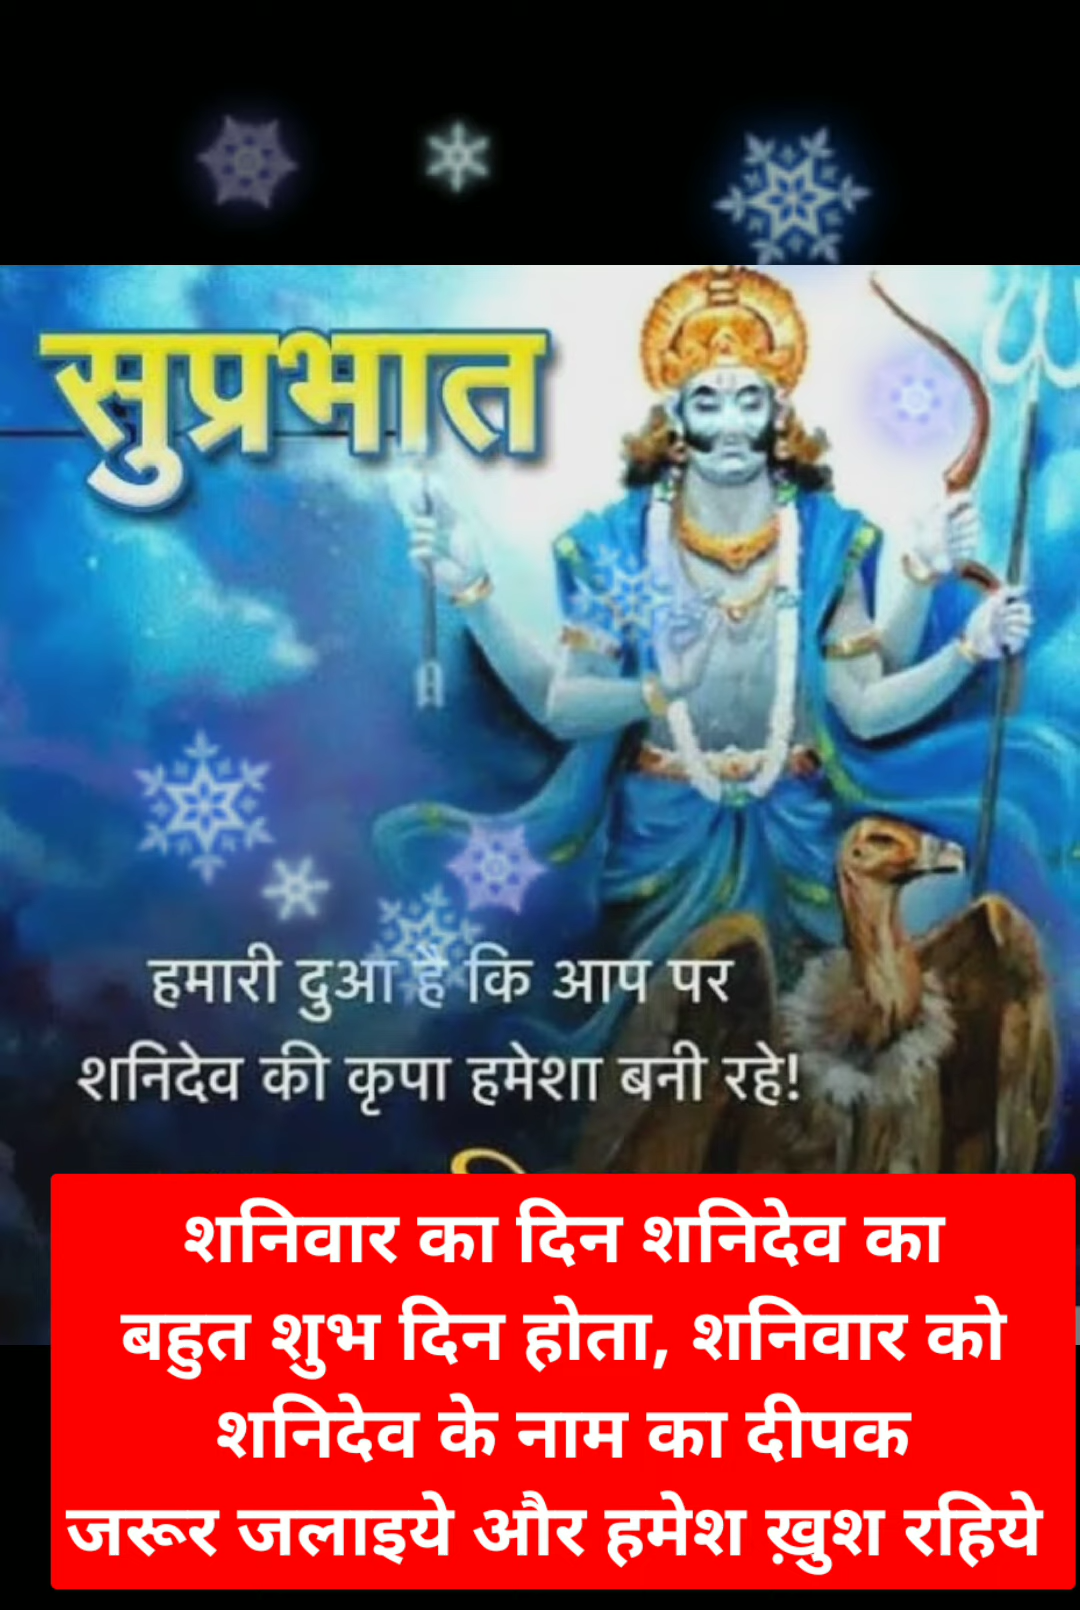 सुप्रभात
हमारी दुआ है कि आप पर
शनिदेव की कृपा हमेशा बनी रहे!
शनिवार का दिन शनिदेव का
बहुत शुभ दिन होता, शनिवार को
शनिदेव के नाम का दीपक
जरूर जलाइये और हमेश ख़ुश रहिये